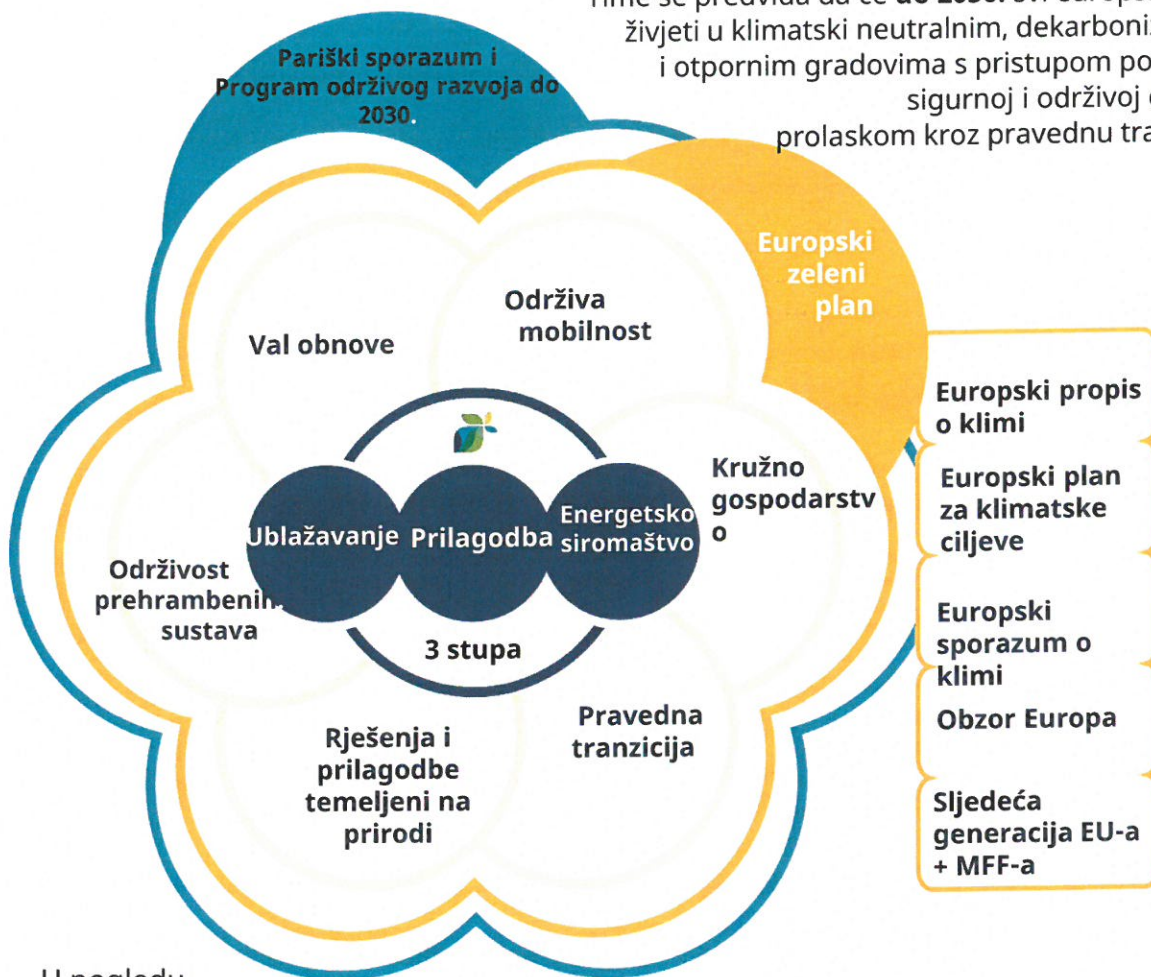 živjeti u klimatski neutralnim,
i otpornim gradovima s pristupom
sigurnoj i održivoj
prolaskom kroz pravednu
Pariški sporazum i
Program održivog razvoja do
2030.
Europski
zeleni
plan
Održiva
mobilnost
Val obnove
Europski propis
o klimi
Kružno
gospodarstv
o
Europski plan
za klimatske
ciljeve
Ublažavanje
Prilagodba
Energetsko
siromaštvo
Održivost
prehrambenih
sustava
3 stupa
Europski
sporazum o
klimi
Pravedna
tranzicija
Obzor Europa
Rješenja i
prilagodbe
temeljeni na
prirodi
Sljedeća
generacija EU-a
+ MFF-a